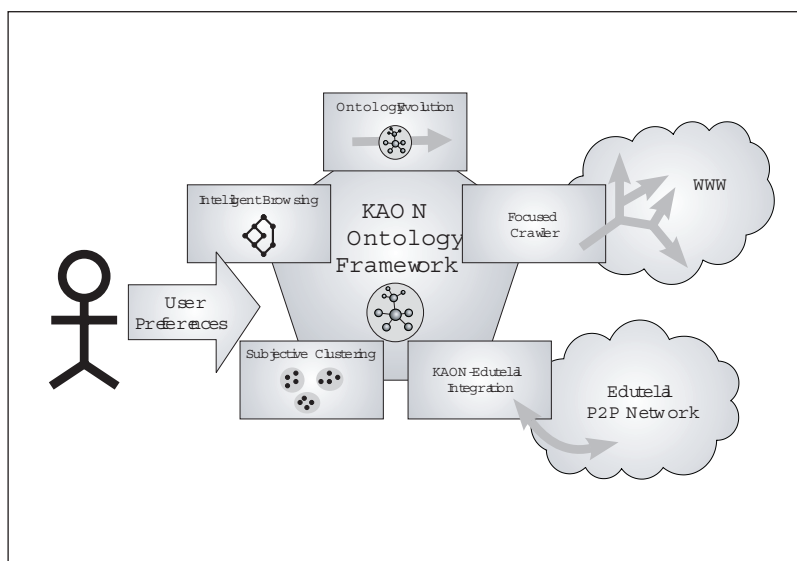 Ontology Evolution
Intelligent Browsing
KAON
Ontology
Framework
Focused
Crawler
WWW
User
Preferences
Subjective Clustering
KAON-Edutella
Integration
Edutella
P2P Network